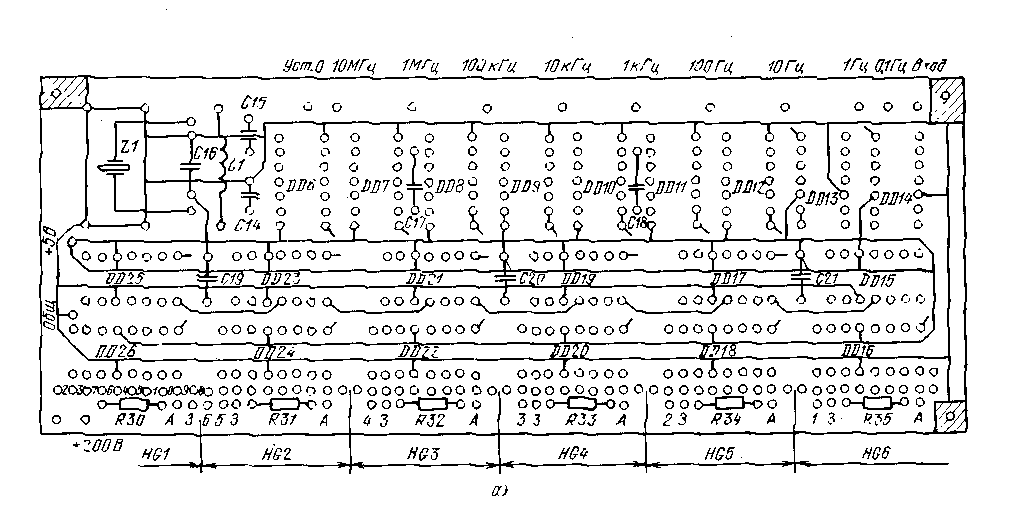 Уст.0 10МГц 1МГц 100кГц 10кГц 1кГц 100Гц 10Гц 1Гц 0,1Гц Вход
C15
Z1 C16 L1
DD6 DD7 DD8 DD9 DD10 DD11 DD12 DD13 DD14
C14 C17 C18
+5В
DD25 C19 DD23 DD21 C20 DD19 DD17 C21 DD15
Общ
DD26 DD24 DD22 DD20 DD18 DD16
R30 A 3 6 5 3 R31 A 4 3 R32 A 3 3 R33 A 2 3 R34 A 1 3 R35 A
+200В
HG1 HG2 HG3 HG4 HG5 HG6
а)